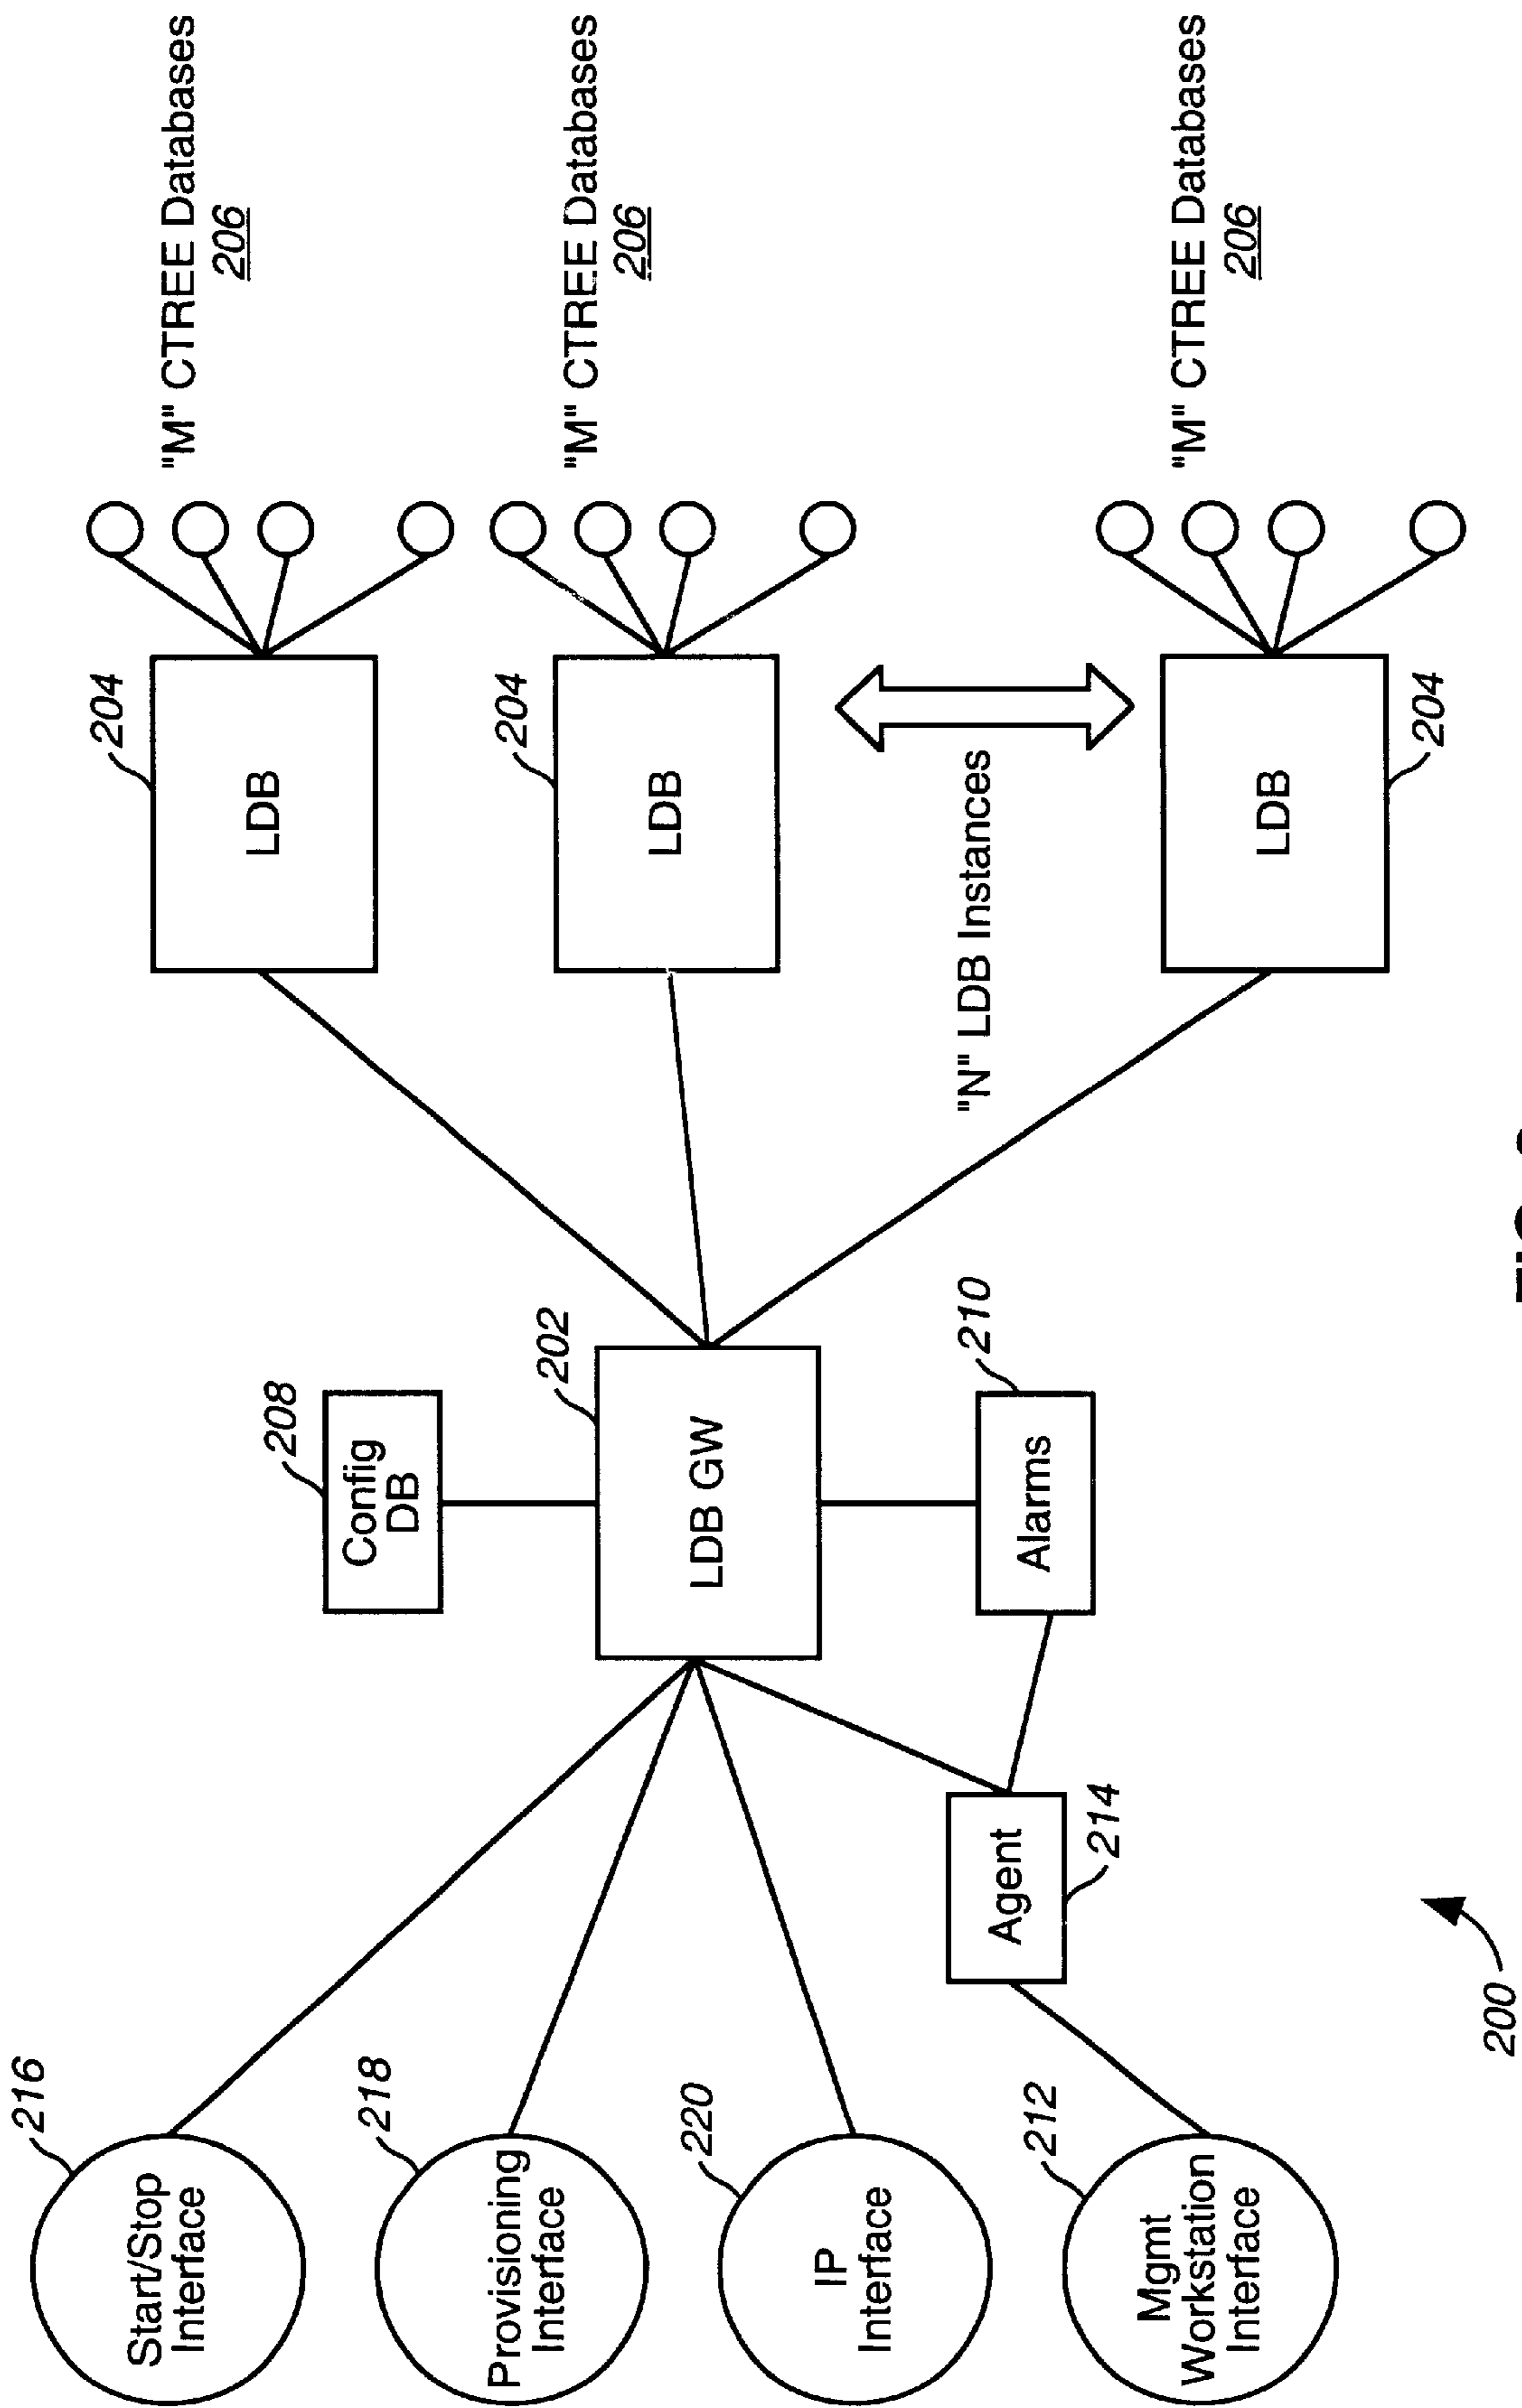 216
Start/Stop
Interface
218
Provisioning
Interface
220
IP
Interface
212
Mgmt
Workstation
Interface
Agent
214
208
Config
DB
202
LDB GW
210
Alarms
204
LDB
"M" CTREE Databases
206
204
LDB
"M" CTREE Databases
206
"N" LDB Instances
LDB
204
"M" CTREE Databases
206
200